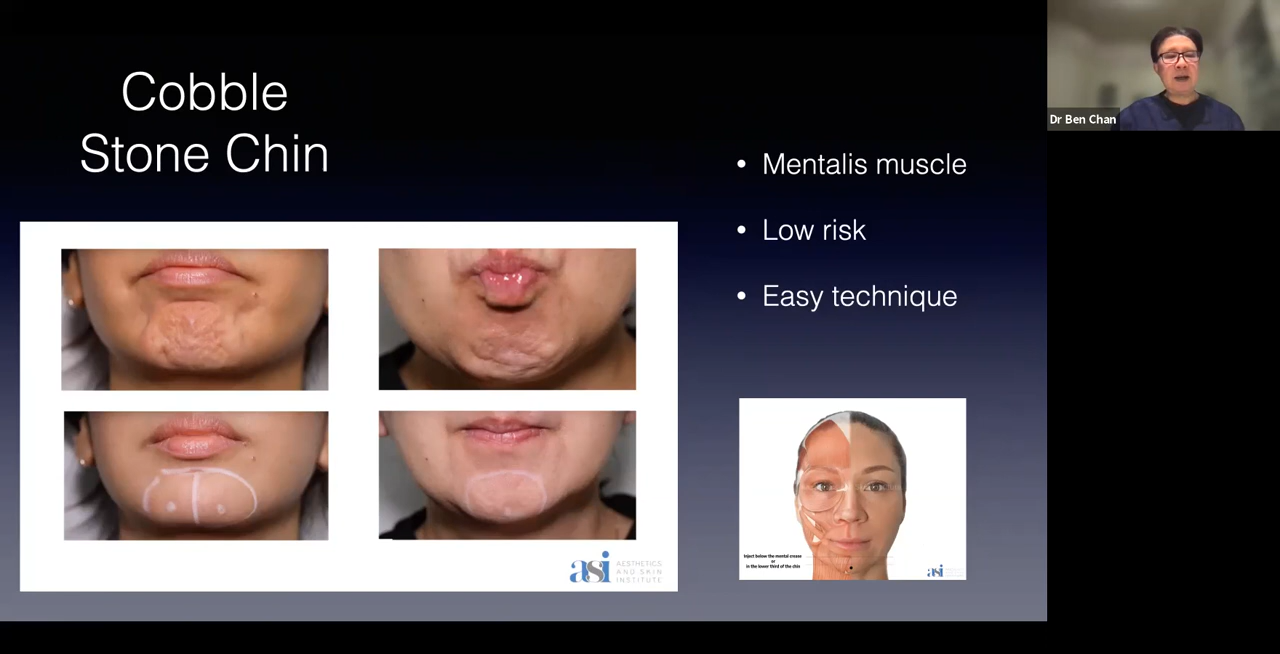 Cobble
Stone Chin
• Mentalis muscle
• Low risk
• Easy technique
asi AESTHETICS
AND SKIN
INSTITUTE
Inject below the mental crease
or
in the lower third of the chin
asi
Dr Ben Chan